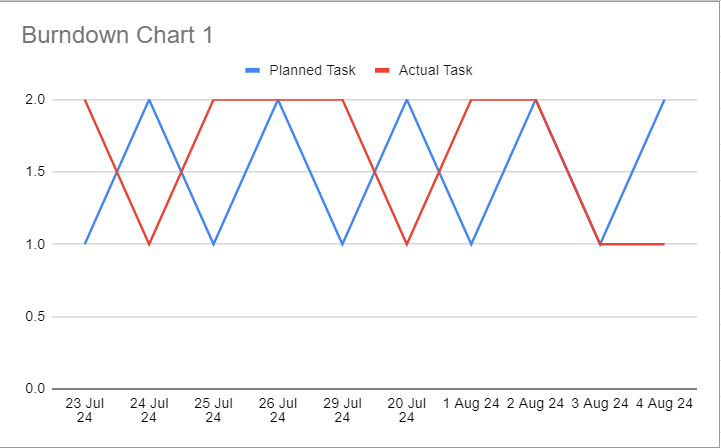 Burndown Chart 1
Planned Task Actual Task
2.0
1.5
1.0
0.5
0.0
23 Jul 24 Jul 25 Jul 26 Jul 29 Jul 20 Jul 1 Aug 24 2 Aug 24 3 Aug 24 4 Aug 24
24 24 24 24 24 24